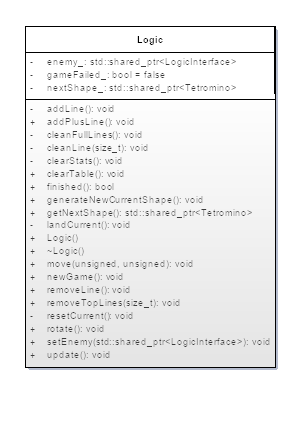 Logic
- enemy_: std::shared_ptr<LogicInterface>
- gameFailed_: bool = false
- nextShape_: std::shared_ptr<Tetromino>
- addLine(): void
+ addPlusLine(): void
- cleanFullLines(): void
- cleanLine(size_t): void
- clearStats(): void
+ clearTable(): void
+ finished(): bool
+ generateNewCurrentShape(): void
+ getNextShape(): std::shared_ptr<Tetromino>
- landCurrent(): void
+ Logic()
+ ~Logic()
+ move(unsigned, unsigned): void
+ newGame(): void
+ removeLine(): void
+ removeTopLines(size_t): void
- resetCurrent(): void
+ rotate(): void
+ setEnemy(std::shared_ptr<LogicInterface>): void
+ update(): void